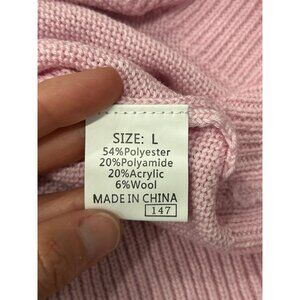 SIZE: L
54%Polyester
20%Polyamide
20%Acrylic
6%Wool
MADE IN CHINA
147